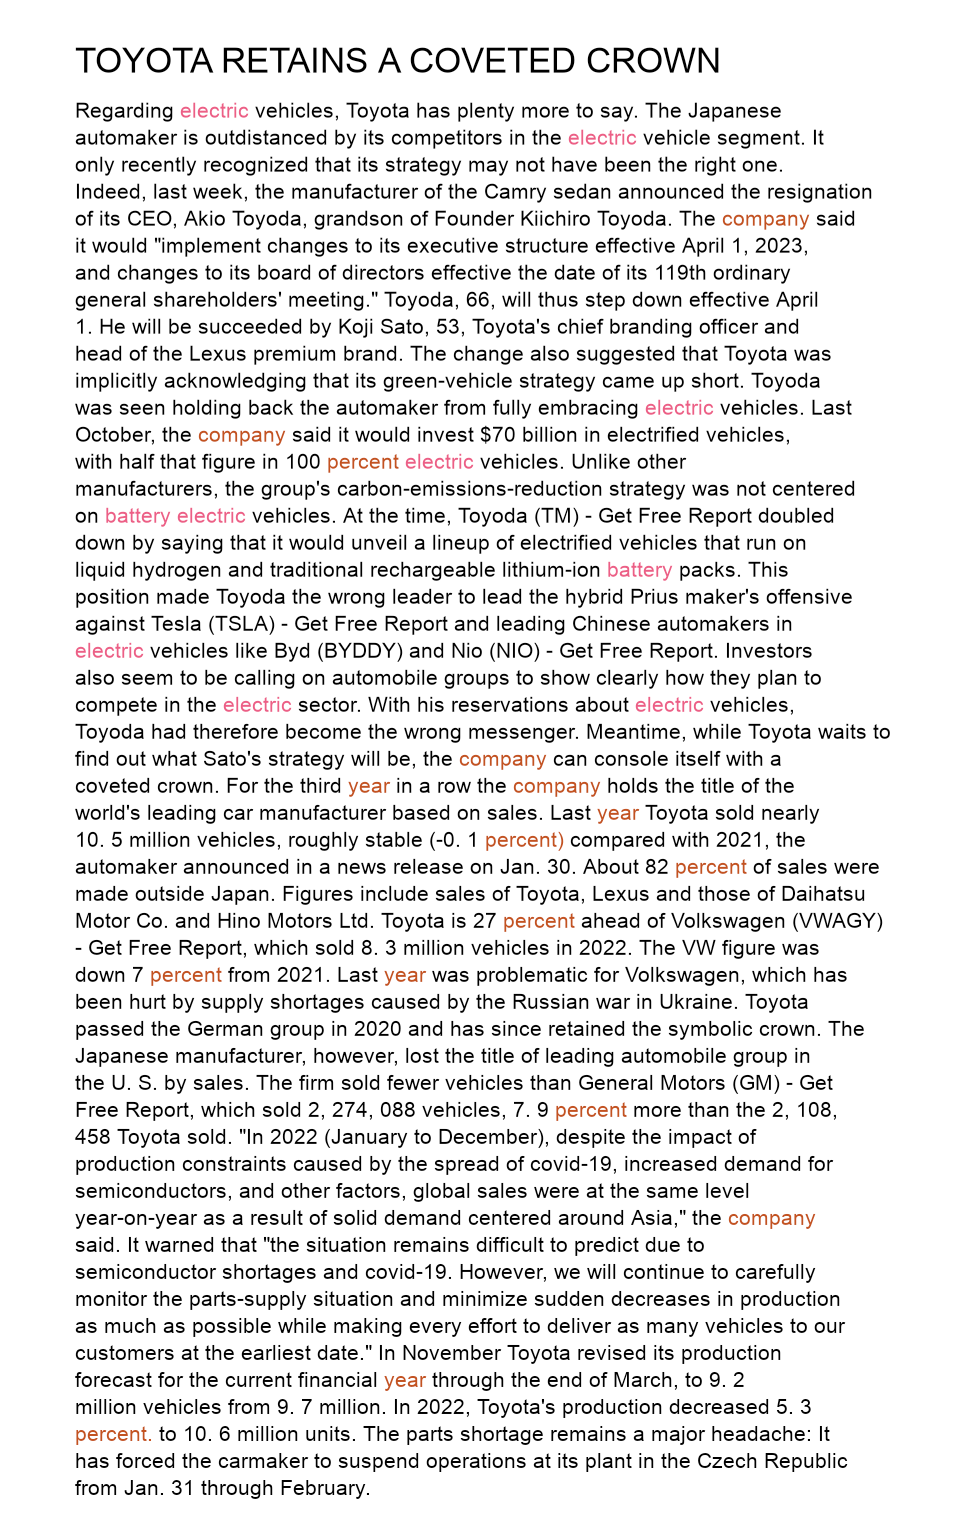 TOYOTA RETAINS A COVETED CROWN
Regarding electric vehicles, Toyota has plenty more to say. The Japanese
automaker is outdistanced by its competitors in the electric vehicle segment. It
only recently recognized that its strategy may not have been the right one.
Indeed, last week, the manufacturer of the Camry sedan announced the resignation
of its CEO, Akio Toyoda, grandson of Founder Kiichiro Toyoda. The company said
it would "implement changes to its executive structure effective April 1, 2023,
and changes to its board of directors effective the date of its 119th ordinary
general shareholders' meeting." Toyoda, 66, will thus step down effective April
1. He will be succeeded by Koji Sato, 53, Toyota's chief branding officer and
head of the Lexus premium brand. The change also suggested that Toyota was
implicitly acknowledging that its green-vehicle strategy came up short. Toyoda
was seen holding back the automaker from fully embracing electric vehicles. Last
October, the company said it would invest $70 billion in electrified vehicles,
with half that figure in 100 percent electric vehicles. Unlike other
manufacturers, the group's carbon-emissions-reduction strategy was not centered
on battery electric vehicles. At the time, Toyoda (TM) - Get Free Report doubled
down by saying that it would unveil a lineup of electrified vehicles that run on
liquid hydrogen and traditional rechargeable lithium-ion battery packs. This
position made Toyoda the wrong leader to lead the hybrid Prius maker's offensive
against Tesla (TSLA) - Get Free Report and leading Chinese automakers in
electric vehicles like Byd (BYDDY) and Nio (NIO) - Get Free Report. Investors
also seem to be calling on automobile groups to show clearly how they plan to
compete in the electric sector. With his reservations about electric vehicles,
Toyoda had therefore become the wrong messenger. Meantime, while Toyota waits to
find out what Sato's strategy will be, the company can console itself with a
coveted crown. For the third year in a row the company holds the title of the
world's leading car manufacturer based on sales. Last year Toyota sold nearly
10. 5 million vehicles, roughly stable (-0. 1 percent) compared with 2021, the
automaker announced in a news release on Jan. 30. About 82 percent of sales were
made outside Japan. Figures include sales of Toyota, Lexus and those of Daihatsu
Motor Co. and Hino Motors Ltd. Toyota is 27 percent ahead of Volkswagen (VWAGY)
- Get Free Report, which sold 8. 3 million vehicles in 2022. The VW figure was
down 7 percent from 2021. Last year was problematic for Volkswagen, which has
been hurt by supply shortages caused by the Russian war in Ukraine. Toyota
passed the German group in 2020 and has since retained the symbolic crown. The
Japanese manufacturer, however, lost the title of leading automobile group in
the U. S. by sales. The firm sold fewer vehicles than General Motors (GM) - Get
Free Report, which sold 2, 274, 088 vehicles, 7. 9 percent more than the 2, 108,
458 Toyota sold. "In 2022 (January to December), despite the impact of
production constraints caused by the spread of covid-19, increased demand for
semiconductors, and other factors, global sales were at the same level
year-on-year as a result of solid demand centered around Asia," the company
said. It warned that "the situation remains difficult to predict due to
semiconductor shortages and covid-19. However, we will continue to carefully
monitor the parts-supply situation and minimize sudden decreases in production
as much as possible while making every effort to deliver as many vehicles to our
customers at the earliest date." In November Toyota revised its production
forecast for the current financial year through the end of March, to 9. 2
million vehicles from 9. 7 million. In 2022, Toyota's production decreased 5. 3
percent. to 10. 6 million units. The parts shortage remains a major headache: It
has forced the carmaker to suspend operations at its plant in the Czech Republic
from Jan. 31 through February.